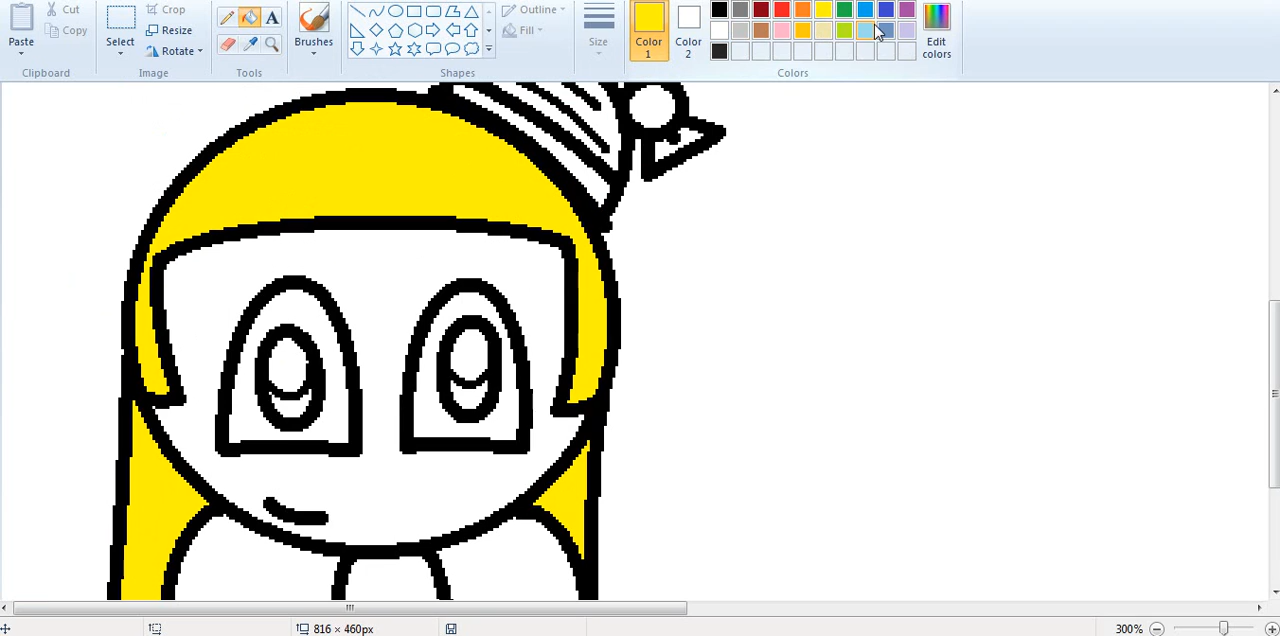 Paste
Cut
Copy
Clipboard
Select
Crop
Resize
Rotate
Image
A
Tools
Brushes
Shapes
Outline
Fill
Size
Color
1
Color
2
Edit
colors
Colors
816 × 460px
300%